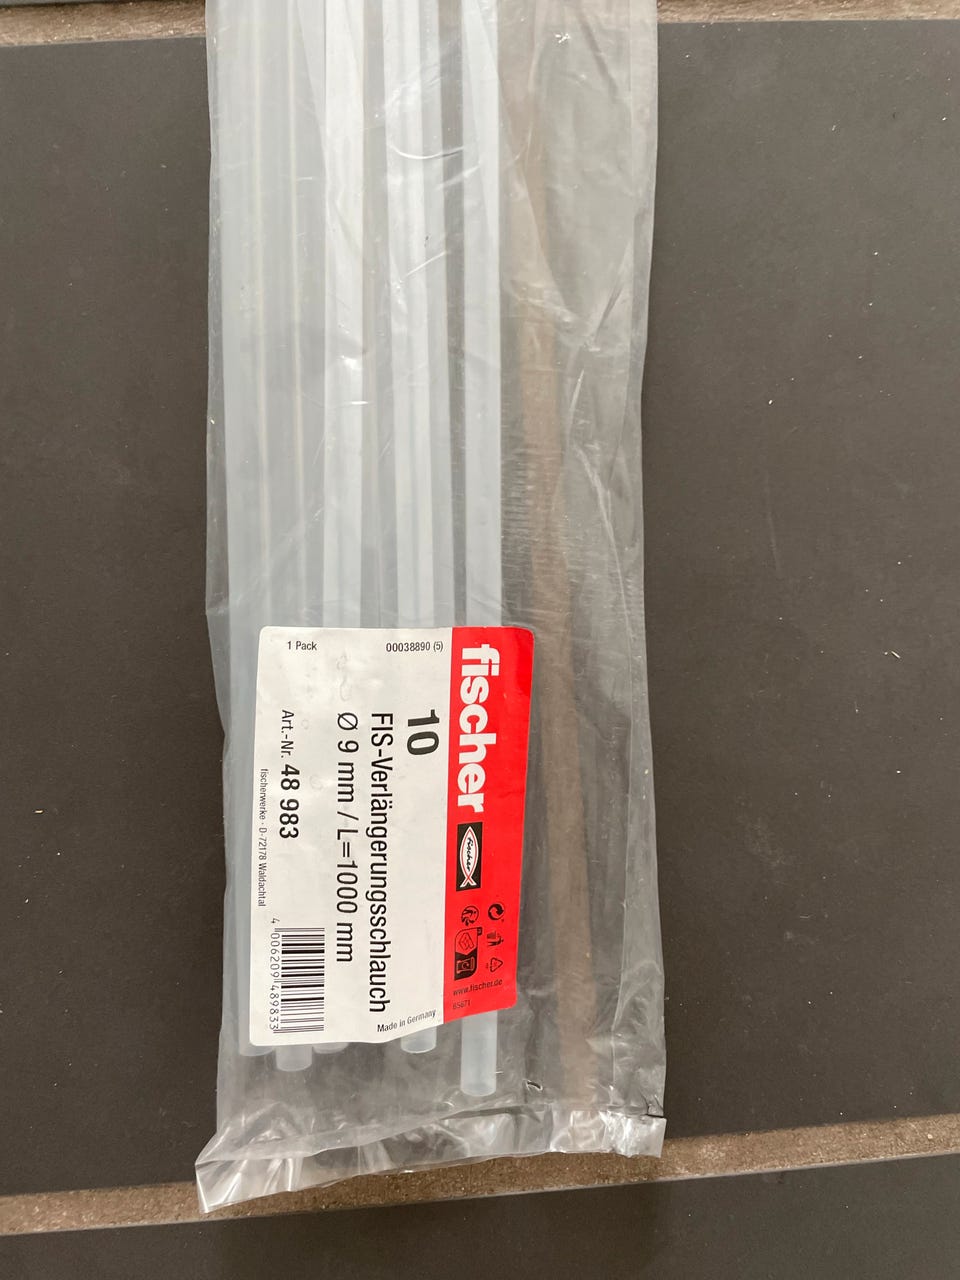 fischer
fischer
10
FIS-Verlängerungsschlauch
Ø 9 mm / L=1000 mm
Art.-Nr. 48 983
fischerwerke · D-72178 Waldachtal
1 Pack
00038890 (5)
4 006209 489833
Made in Germany
www.fischer.de